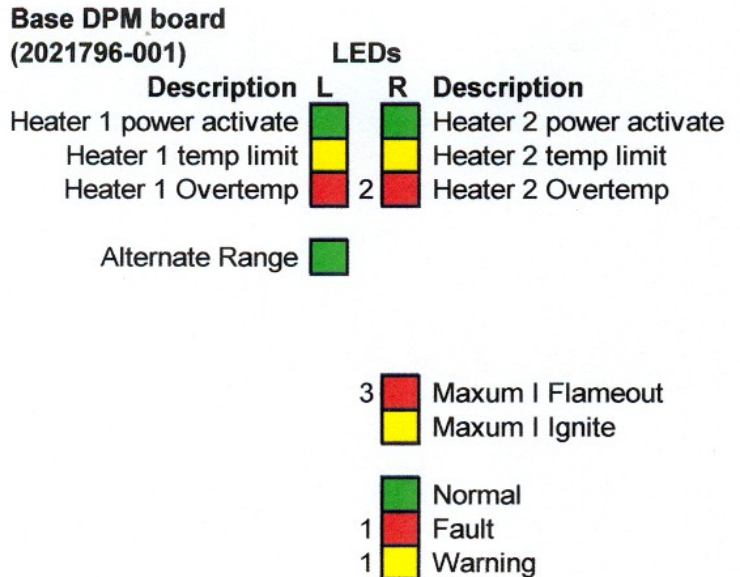 Base DPM board
(2021796-001) LEDs
Description L R Description
Heater 1 power activate Heater 2 power activate
Heater 1 temp limit Heater 2 temp limit
Heater 1 Overtemp 2 Heater 2 Overtemp
Alternate Range
3 Maxum I Flameout
Maxum I Ignite
Normal
1 Fault
1 Warning